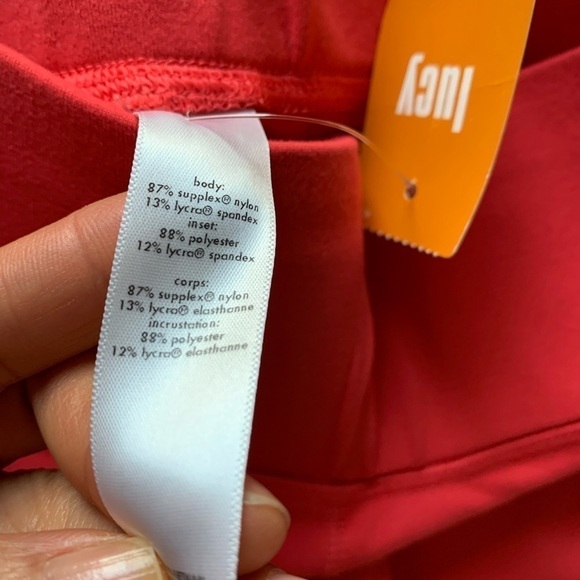 body:
87% supplex® nylon
13% lycra® spandex
inset:
88% polyester
12% lycra® spandex
corps:
87% supplex® nylon
13% lycra® elasthanne
incrustation:
88% polyester
12% lycra® elasthanne
lucy